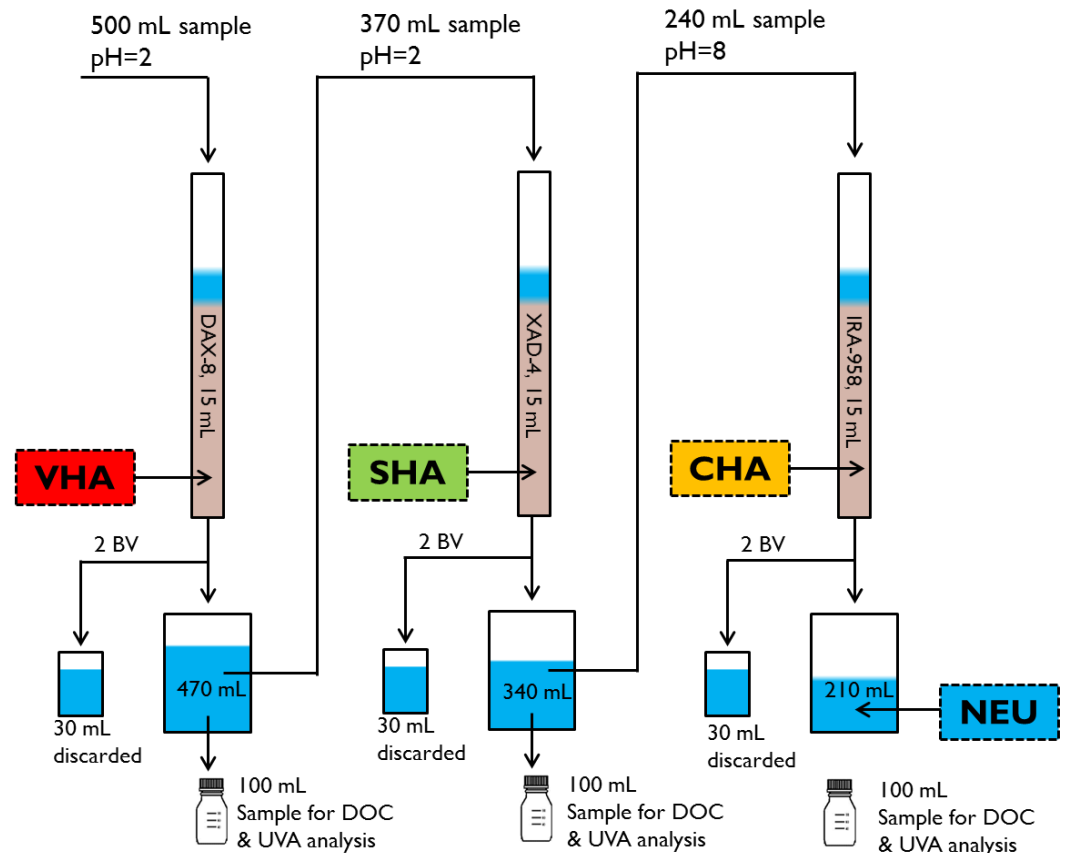 500 mL sample
pH=2
370 mL sample
pH=2
240 mL sample
pH=8
DAX-8, 15 mL
XAD-4, 15 mL
IRA-958, 15 mL
VHA
SHA
CHA
2 BV
2 BV
2 BV
470 mL
340 mL
210 mL
NEU
30 mL
discarded
30 mL
discarded
30 mL
discarded
100 mL
Sample for DOC
& UVA analysis
100 mL
Sample for DOC
& UVA analysis
100 mL
Sample for DOC
& UVA analysis